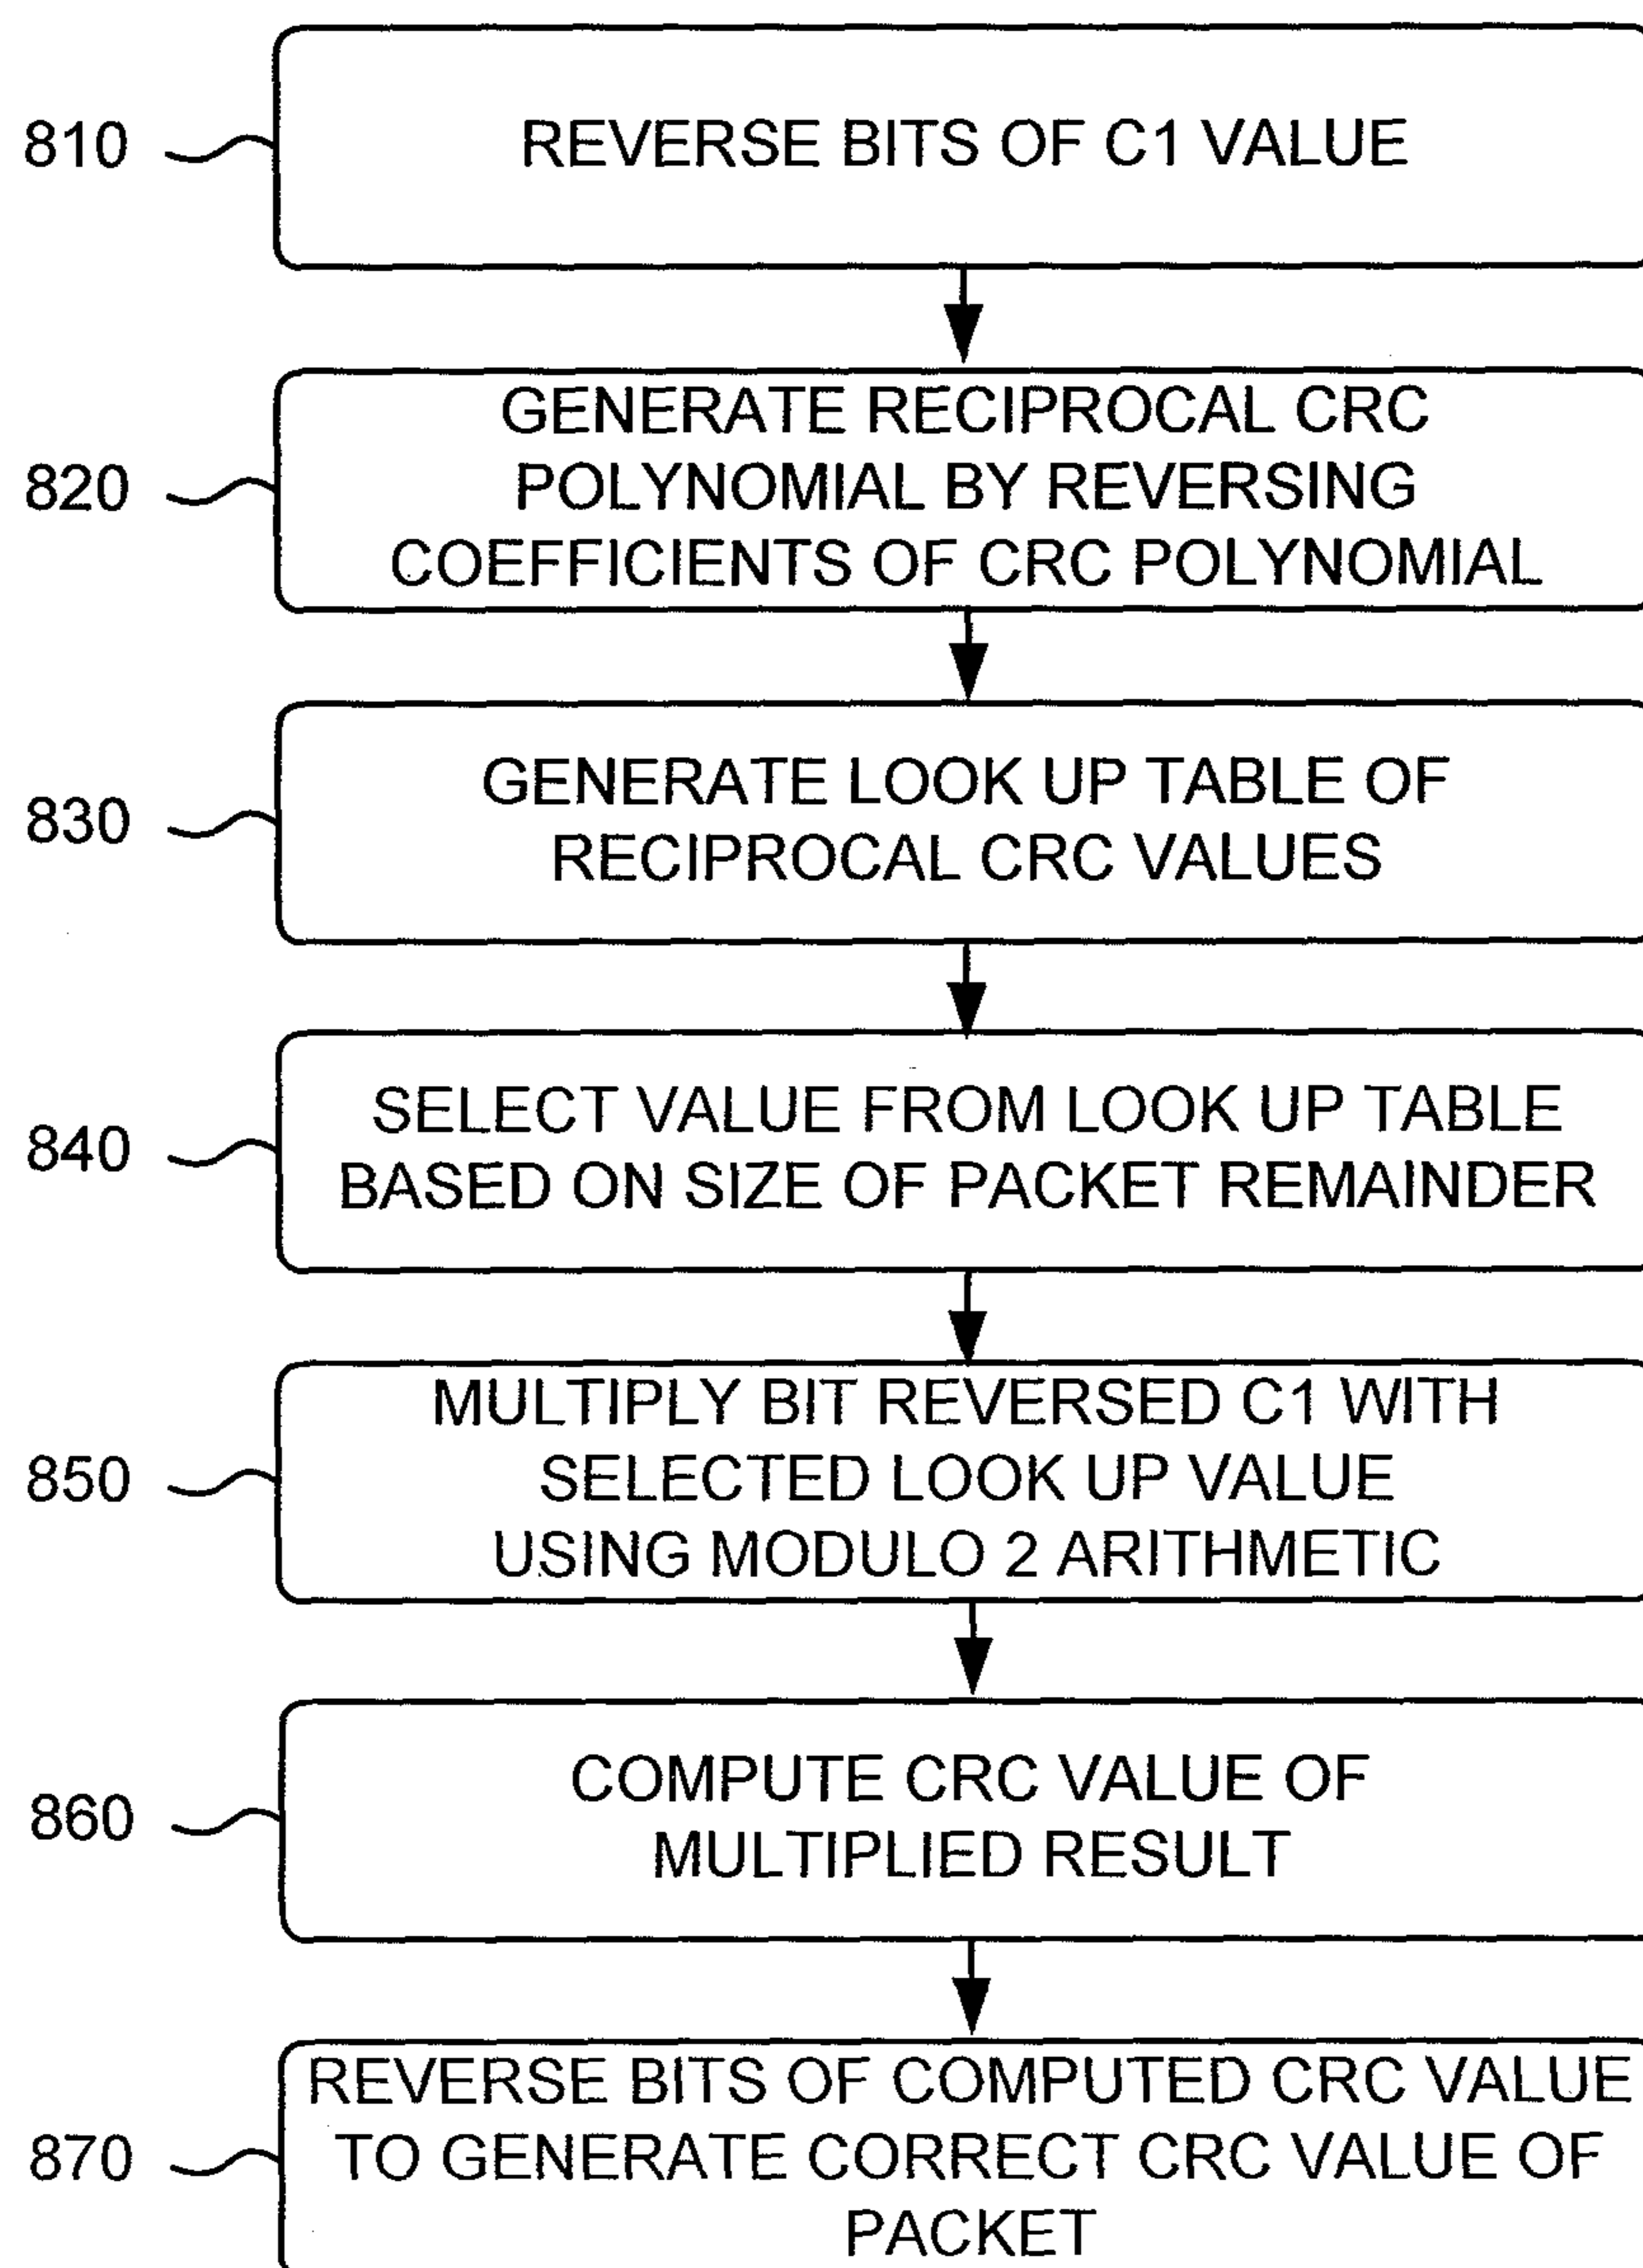 810
REVERSE BITS OF C1 VALUE
820
GENERATE RECIPROCAL CRC
POLYNOMIAL BY REVERSING
COEFFICIENTS OF CRC POLYNOMIAL
830
GENERATE LOOK UP TABLE OF
RECIPROCAL CRC VALUES
840
SELECT VALUE FROM LOOK UP TABLE
BASED ON SIZE OF PACKET REMAINDER
850
MULTIPLY BIT REVERSED C1 WITH
SELECTED LOOK UP VALUE
USING MODULO 2 ARITHMETIC
860
COMPUTE CRC VALUE OF
MULTIPLIED RESULT
870
REVERSE BITS OF COMPUTED CRC VALUE
TO GENERATE CORRECT CRC VALUE OF
PACKET